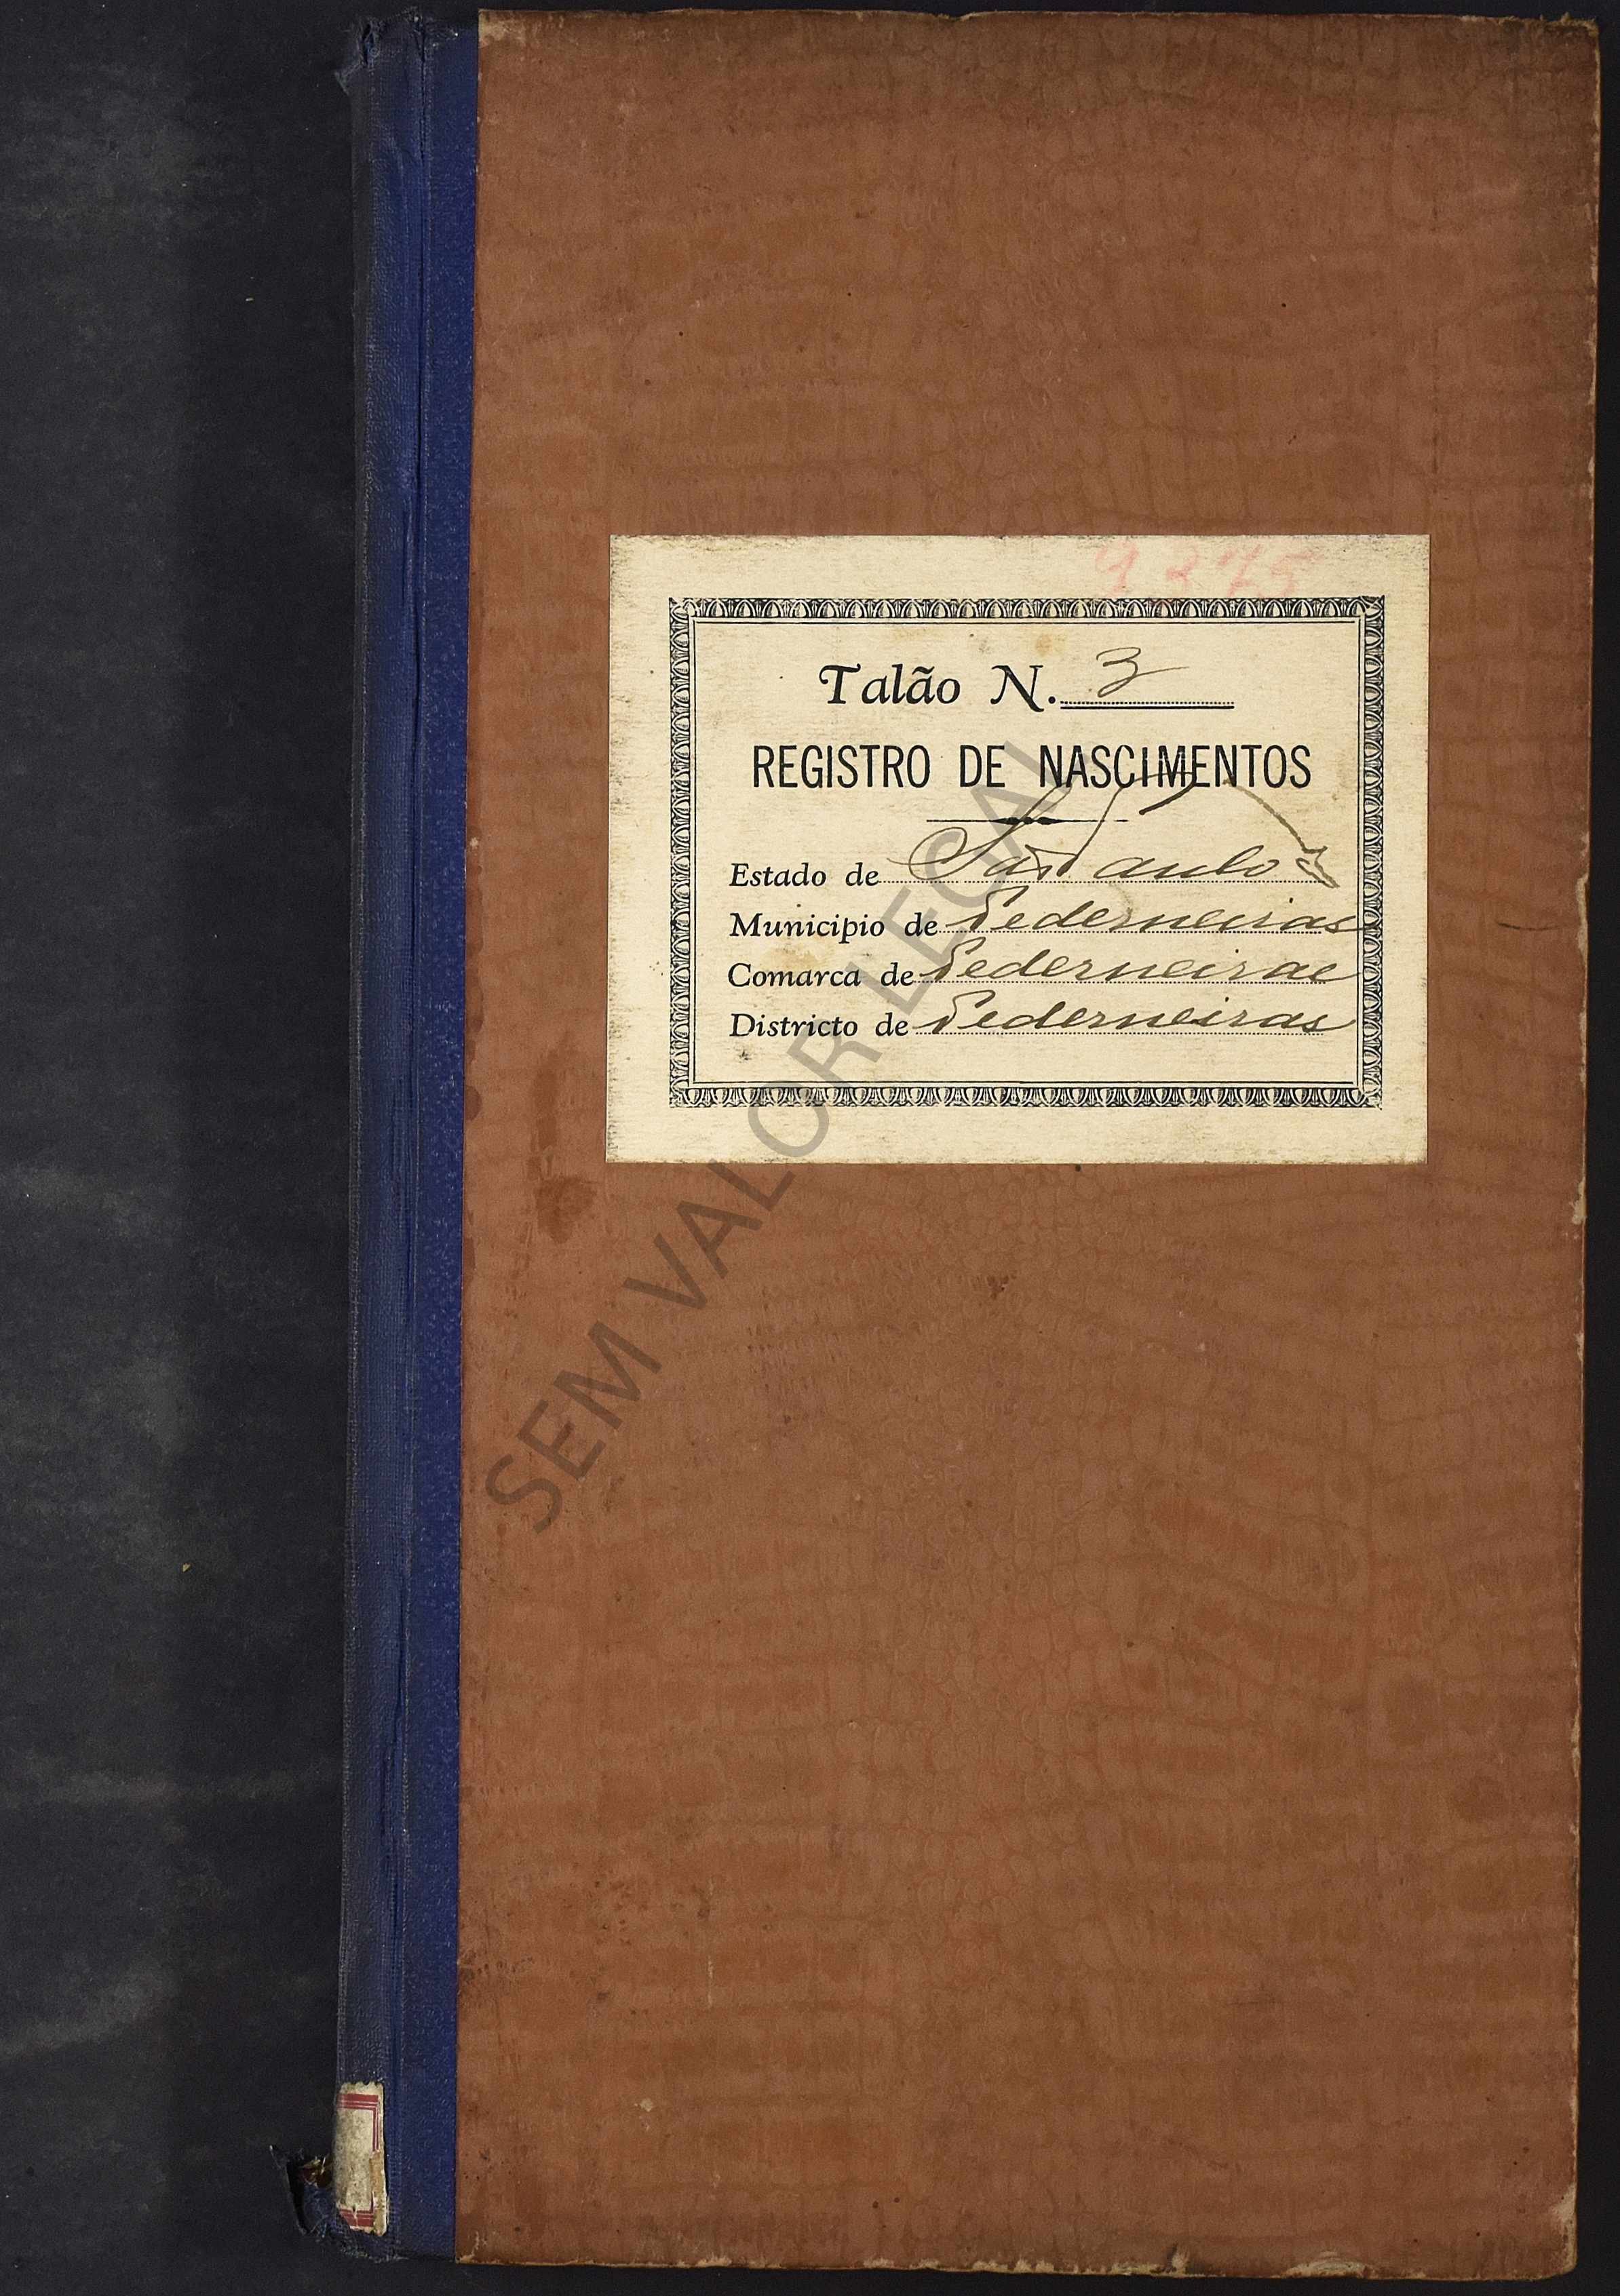 9275
Talão N. 3
REGISTRO DE NASCIMENTOS
Estado de São Paulo
Municipio de Pederneiras
Comarca de Pederneiras
Districto de Pederneiras
SEM VALOR LEGAL